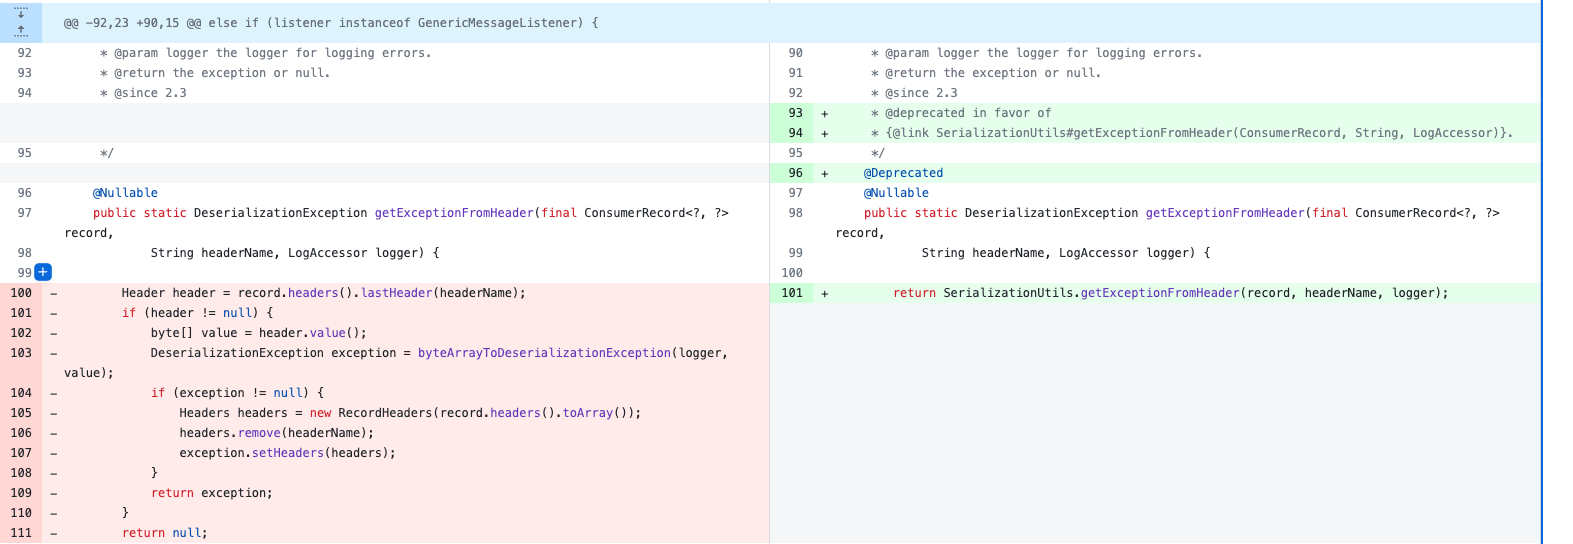 @@ -92,23 +90,15 @@ else if (listener instanceof GenericMessageListener) {
92 * @param logger the logger for logging errors.
93 * @return the exception or null.
94 * @since 2.3
95 */
96 @Nullable
97 public static DeserializationException getExceptionFromHeader(final ConsumerRecord<?, ?>
record,
98 String headerName, LogAccessor logger) {
99 +
100 - Header header = record.headers().lastHeader(headerName);
101 - if (header != null) {
102 - byte[] value = header.value();
103 - DeserializationException exception = byteArrayToDeserializationException(logger,
value);
104 - if (exception != null) {
105 - Headers headers = new RecordHeaders(record.headers().toArray());
106 - headers.remove(headerName);
107 - exception.setHeaders(headers);
108 - }
109 - return exception;
110 - }
111 - return null;
90 * @param logger the logger for logging errors.
91 * @return the exception or null.
92 * @since 2.3
93 + * @deprecated in favor of
94 + * {@link SerializationUtils#getExceptionFromHeader(ConsumerRecord, String, LogAccessor)}.
95 */
96 + @Deprecated
97 @Nullable
98 public static DeserializationException getExceptionFromHeader(final ConsumerRecord<?, ?>
record,
99 String headerName, LogAccessor logger) {
100
101 + return SerializationUtils.getExceptionFromHeader(record, headerName, logger);